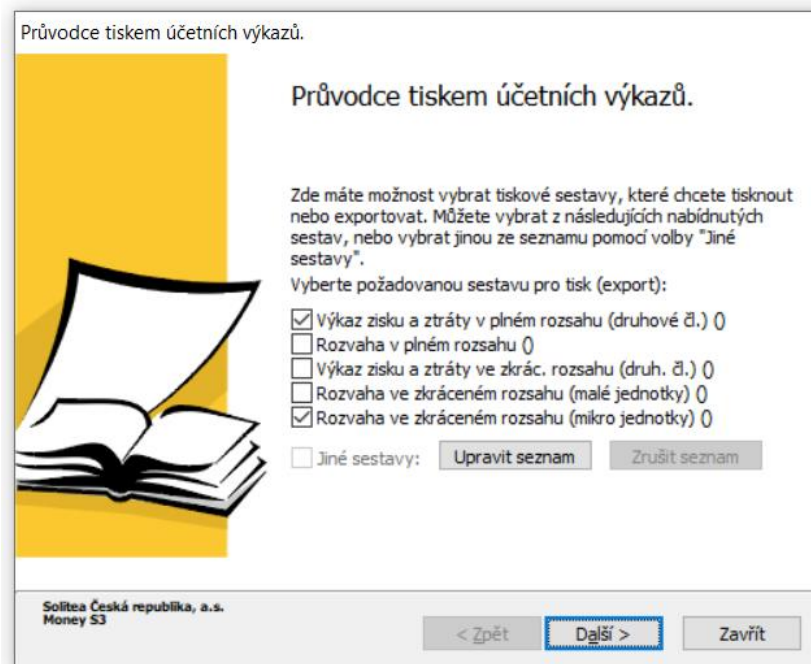 Průvodce tiskem účetních výkazů.
Průvodce tiskem účetních výkazů.
Zde máte možnost vybrat tiskové sestavy, které chcete tisknout
nebo exportovat. Můžete vybrat z následujících nabídnutých
sestav, nebo vybrat jinou ze seznamu pomocí volby "Jiné
sestavy".
Vyberte požadovanou sestavu pro tisk (export):
Výkaz zisku a ztráty v plném rozsahu (druhové čl.) ()
Rozvaha v plném rozsahu ()
Výkaz zisku a ztráty ve zkrác. rozsahu (druh. čl.) ()
Rozvaha ve zkráceném rozsahu (malé jednotky) ()
Rozvaha ve zkráceném rozsahu (mikro jednotky) ()
Jiné sestavy: Upravit seznam Zrušit seznam
Solitea Česká republika, a.s.
Money S3
< Zpět Další > Zavřít